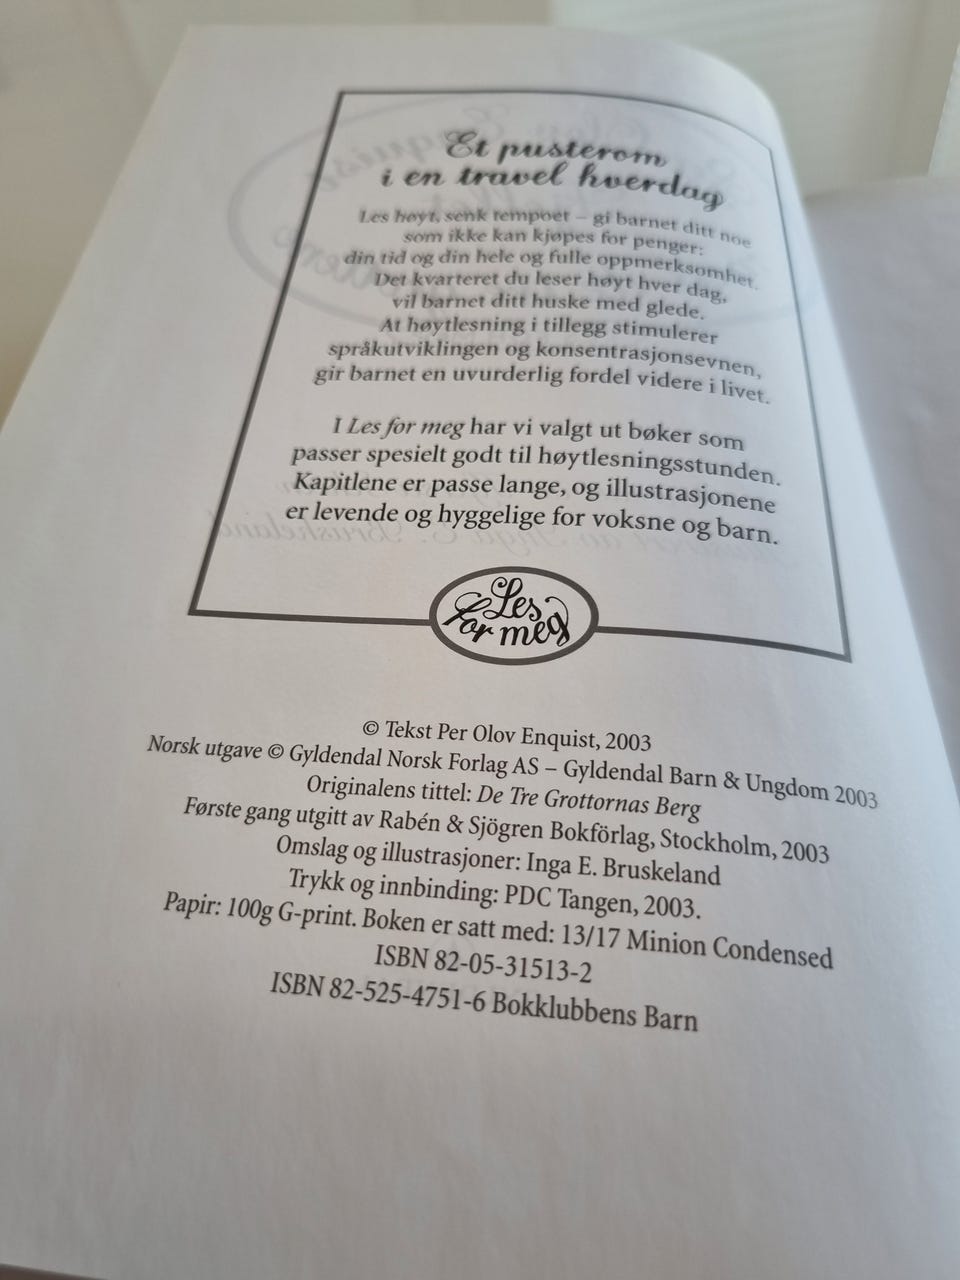 Et pusterom
i en travel hverdag
Les høyt, senk tempoet – gi barnet ditt noe
som ikke kan kjøpes for penger:
din tid og din hele og fulle oppmerksomhet.
Det kvarteret du leser høyt hver dag,
vil barnet ditt huske med glede.
At høytlesning i tillegg stimulerer
språkutviklingen og konsentrasjonsevnen,
gir barnet en uvurderlig fordel videre i livet.
I Les for meg har vi valgt ut bøker som
passer spesielt godt til høytlesningsstunden.
Kapitlene er passe lange, og illustrasjonene
er levende og hyggelige for voksne og barn.
Les
for meg
© Tekst Per Olov Enquist, 2003
Norsk utgave © Gyldendal Norsk Forlag AS – Gyldendal Barn & Ungdom 2003
Originalens tittel: De Tre Grottornas Berg
Første gang utgitt av Rabén & Sjögren Bokförlag, Stockholm, 2003
Omslag og illustrasjoner: Inga E. Bruskeland
Trykk og innbinding: PDC Tangen, 2003.
Papir: 100g G-print. Boken er satt med: 13/17 Minion Condensed
ISBN 82-05-31513-2
ISBN 82-525-4751-6 Bokklubbens Barn